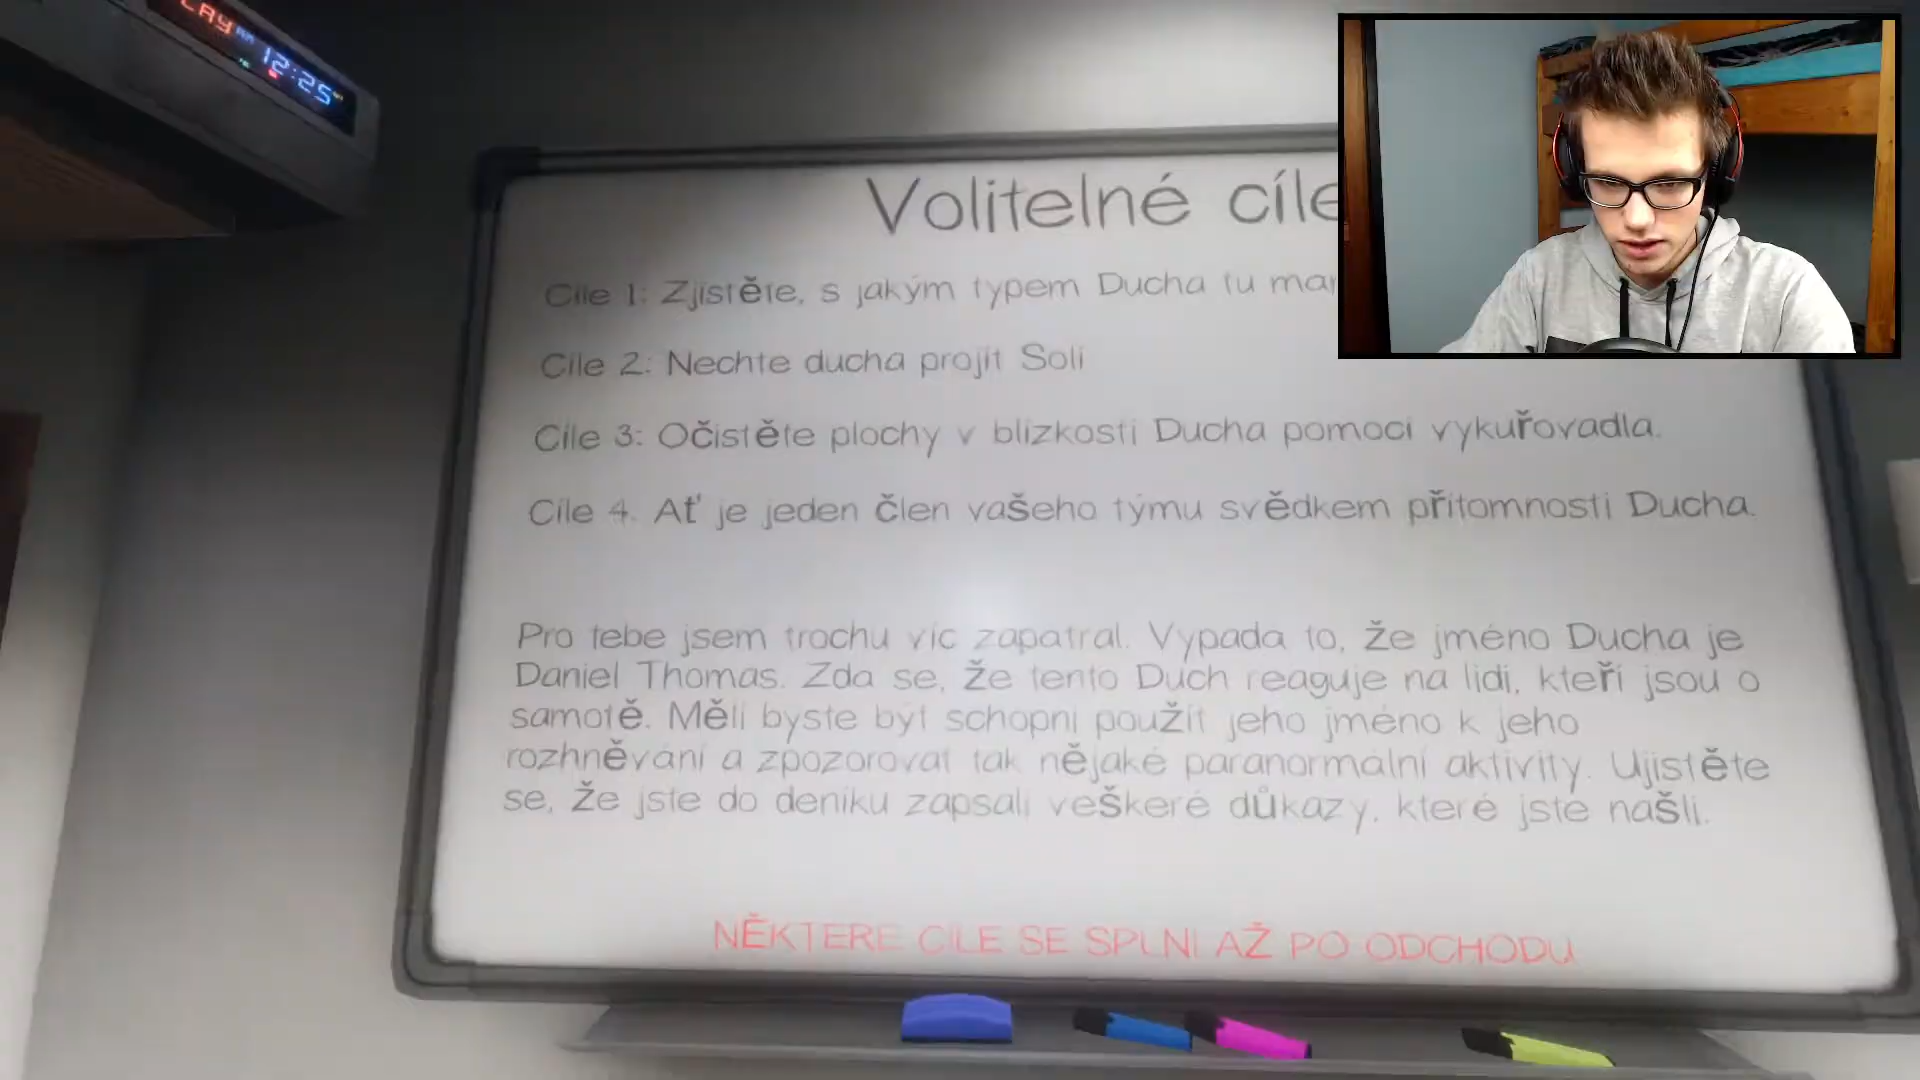 12:25
Volitelné cíle
Cíle 1: Zjistěte, s jakým typem Ducha tu
Cíle 2: Nechte ducha projít Solí
Cíle 3: Očistěte plochy v blízkosti Ducha pomocí vykuřovadla.
Cíle 4. Ať je jeden člen vašeho týmu svědkem přítomnosti Ducha.
Pro tebe jsem trochu víc zapátral. Vypadá to, že jméno Ducha je
Daniel Thomas. Zdá se, že tento Duch reaguje na lidi, kteří jsou o
samotě. Měli byste být schopni použít jeho jméno k jeho
rozhněvání a zpozorovat tak nějaké paranormální aktivity. Ujistěte
se, že jste do deníku zapsali veškeré důkazy, které jste našli.
NĚKTERÉ CÍLE SE SPLNÍ AŽ PO ODCHODU